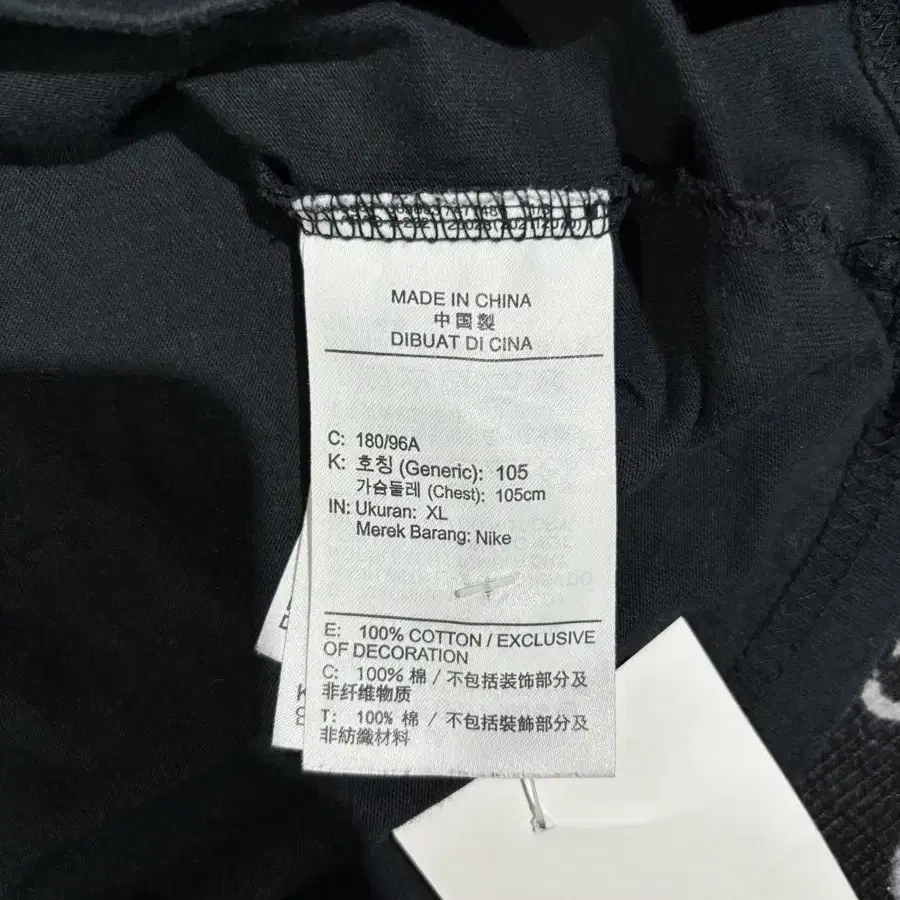 MADE IN CHINA
中国製
DIBUAT DI CINA
C: 180/96A
K: 호칭 (Generic): 105
가슴둘레 (Chest): 105cm
IN: Ukuran: XL
Merek Barang: Nike
E: 100% COTTON / EXCLUSIVE
OF DECORATION
C: 100% 棉 / 不包括装饰部分及
非纤维物质
T: 100% 棉 / 不包括裝飾部分及
非紡織材料